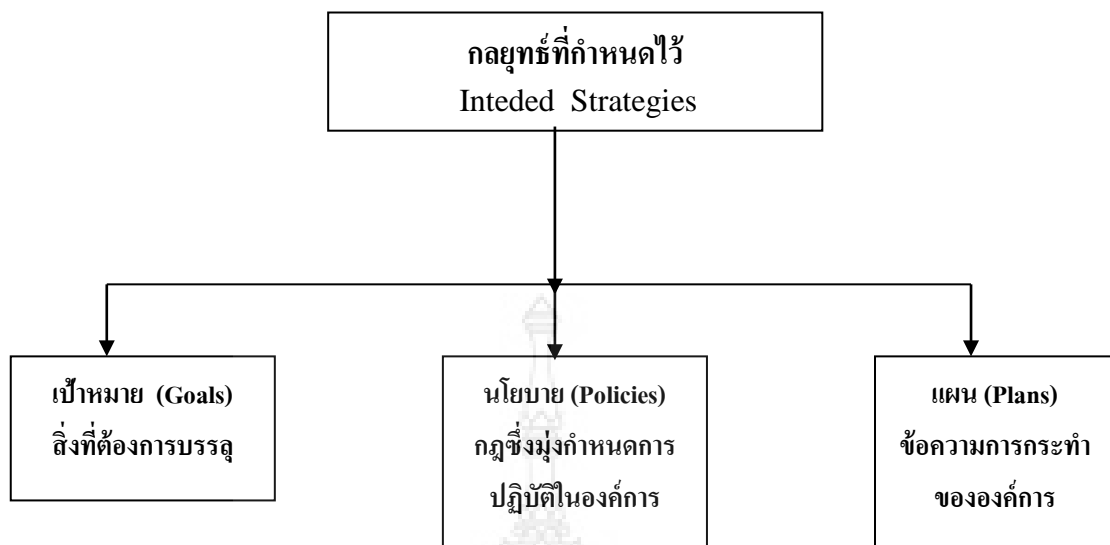 กลยุทธ์ที่กำหนดไว้
Inteded Strategies
เป้าหมาย (Goals)
สิ่งที่ต้องการบรรลุ
นโยบาย (Policies)
กฎซึ่งมุ่งกำหนดการ
ปฏิบัติในองค์การ
แผน (Plans)
ข้อความการกระทำ
ขององค์การ